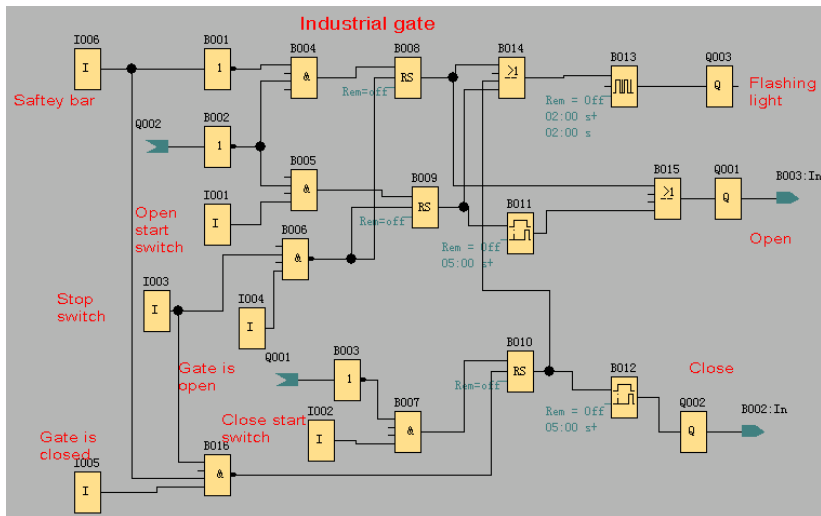 Industrial gate
I006
I
Saftey bar
B001
1
B004
&
B008
RS
Rem=off
B014
≥1
B013
Rem = Off
02:00 s+
02:00 s
Q003
Q
Flashing
light
Q002
B002
1
B005
&
I001
I
Open
start
switch
B009
RS
Rem=off
B011
Rem = Off
05:00 s+
B015
≥1
Q001
Q
B003:In
Open
B006
&
I003
I
Stop
switch
I004
I
Gate is
open
Q001
B003
1
B010
RS
Rem=off
B012
Rem = Off
05:00 s+
Close
Q002
Q
B002:In
I002
I
Close start
switch
B007
&
Gate is
closed
I005
I
B016
&